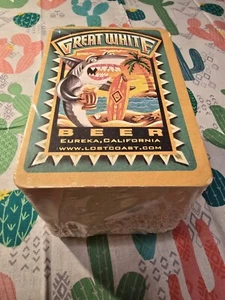 GREAT WHITE
BEER
EUREKA, CALIFORNIA
WWW.LOSTCOAST.COM